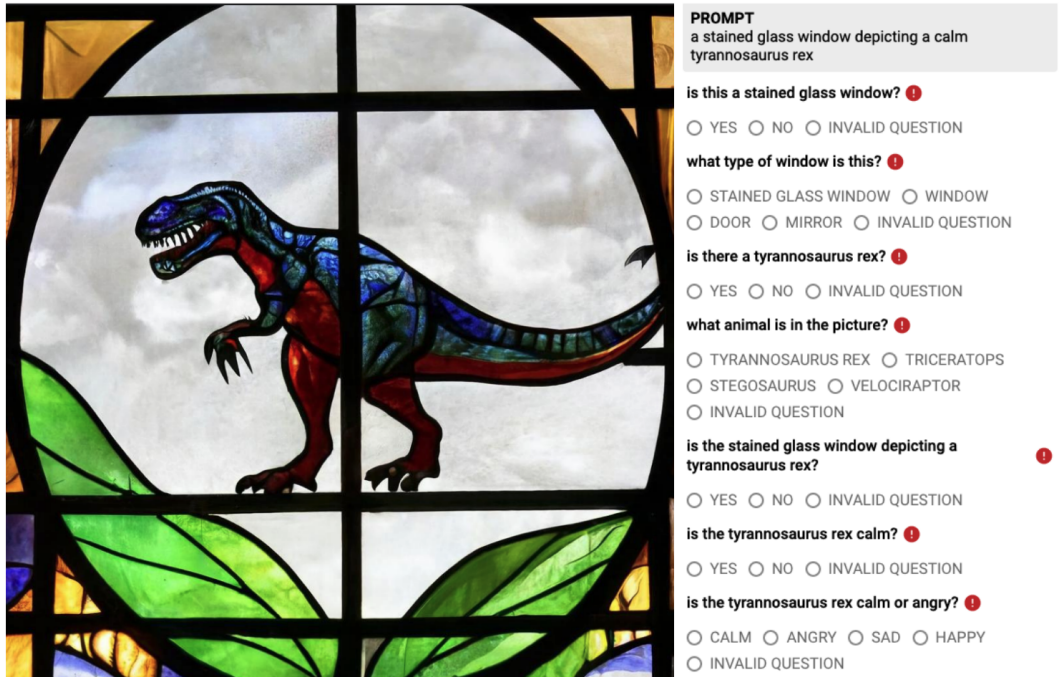 PROMPT
a stained glass window depicting a calm
tyrannosaurus rex
is this a stained glass window? !
YES NO INVALID QUESTION
what type of window is this? !
STAINED GLASS WINDOW WINDOW
DOOR MIRROR INVALID QUESTION
is there a tyrannosaurus rex? !
YES NO INVALID QUESTION
what animal is in the picture? !
TYRANNOSAURUS REX TRICERATOPS
STEGOSAURUS VELOCIRAPTOR
INVALID QUESTION
is the stained glass window depicting a
tyrannosaurus rex? !
YES NO INVALID QUESTION
is the tyrannosaurus rex calm? !
YES NO INVALID QUESTION
is the tyrannosaurus rex calm or angry? !
CALM ANGRY SAD HAPPY
INVALID QUESTION